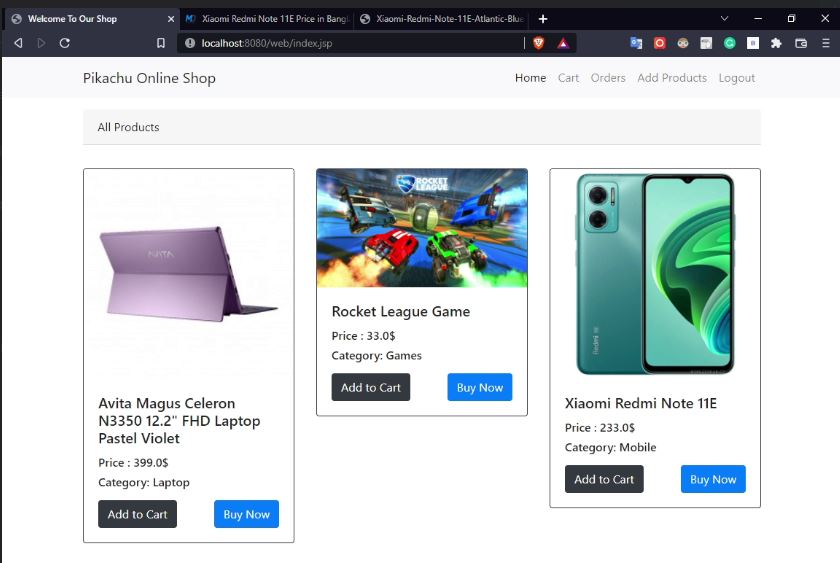 Welcome To Our Shop
Xiaomi Redmi Note 11E Price in Bangl
Xiaomi-Redmi-Note-11E-Atlantic-Blue
localhost:8080/web/index.jsp
Pikachu Online Shop
Home Cart Orders Add Products Logout
All Products
AVITA
Avita Magus Celeron
N3350 12.2" FHD Laptop
Pastel Violet
Price : 399.0$
Category: Laptop
Add to Cart Buy Now
ROCKET
LEAGUE
Rocket League Game
Price : 33.0$
Category: Games
Add to Cart Buy Now
Redmi
Xiaomi Redmi Note 11E
Price : 233.0$
Category: Mobile
Add to Cart Buy Now